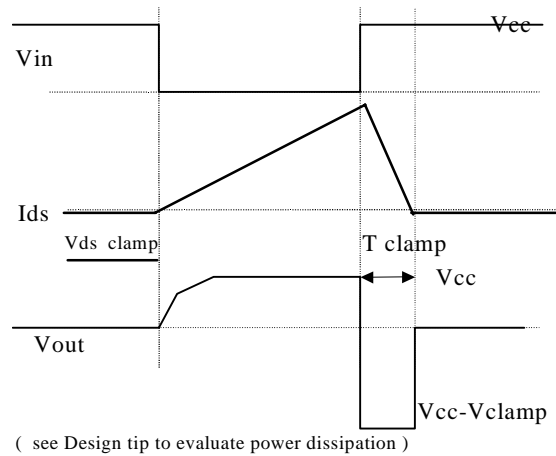 Vcc
Vin
Ids
Vds clamp
T clamp
Vcc
Vout
Vcc-Vclamp
( see Design tip to evaluate power dissipation )